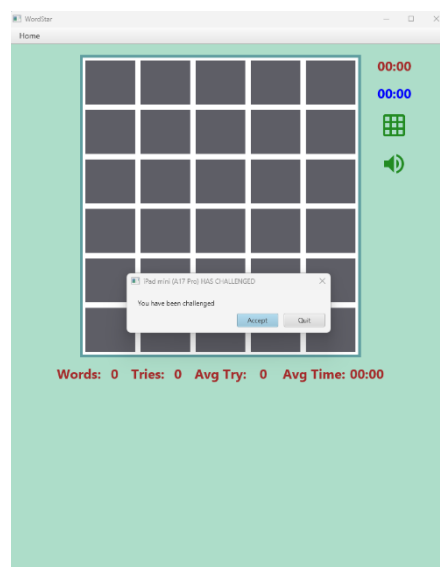 WordStar
Home
00:00
00:00
iPad mini (A17 Pro) HAS CHALLENGED
You have been challenged
Accept Quit
Words: 0 Tries: 0 Avg Try: 0 Avg Time: 00:00